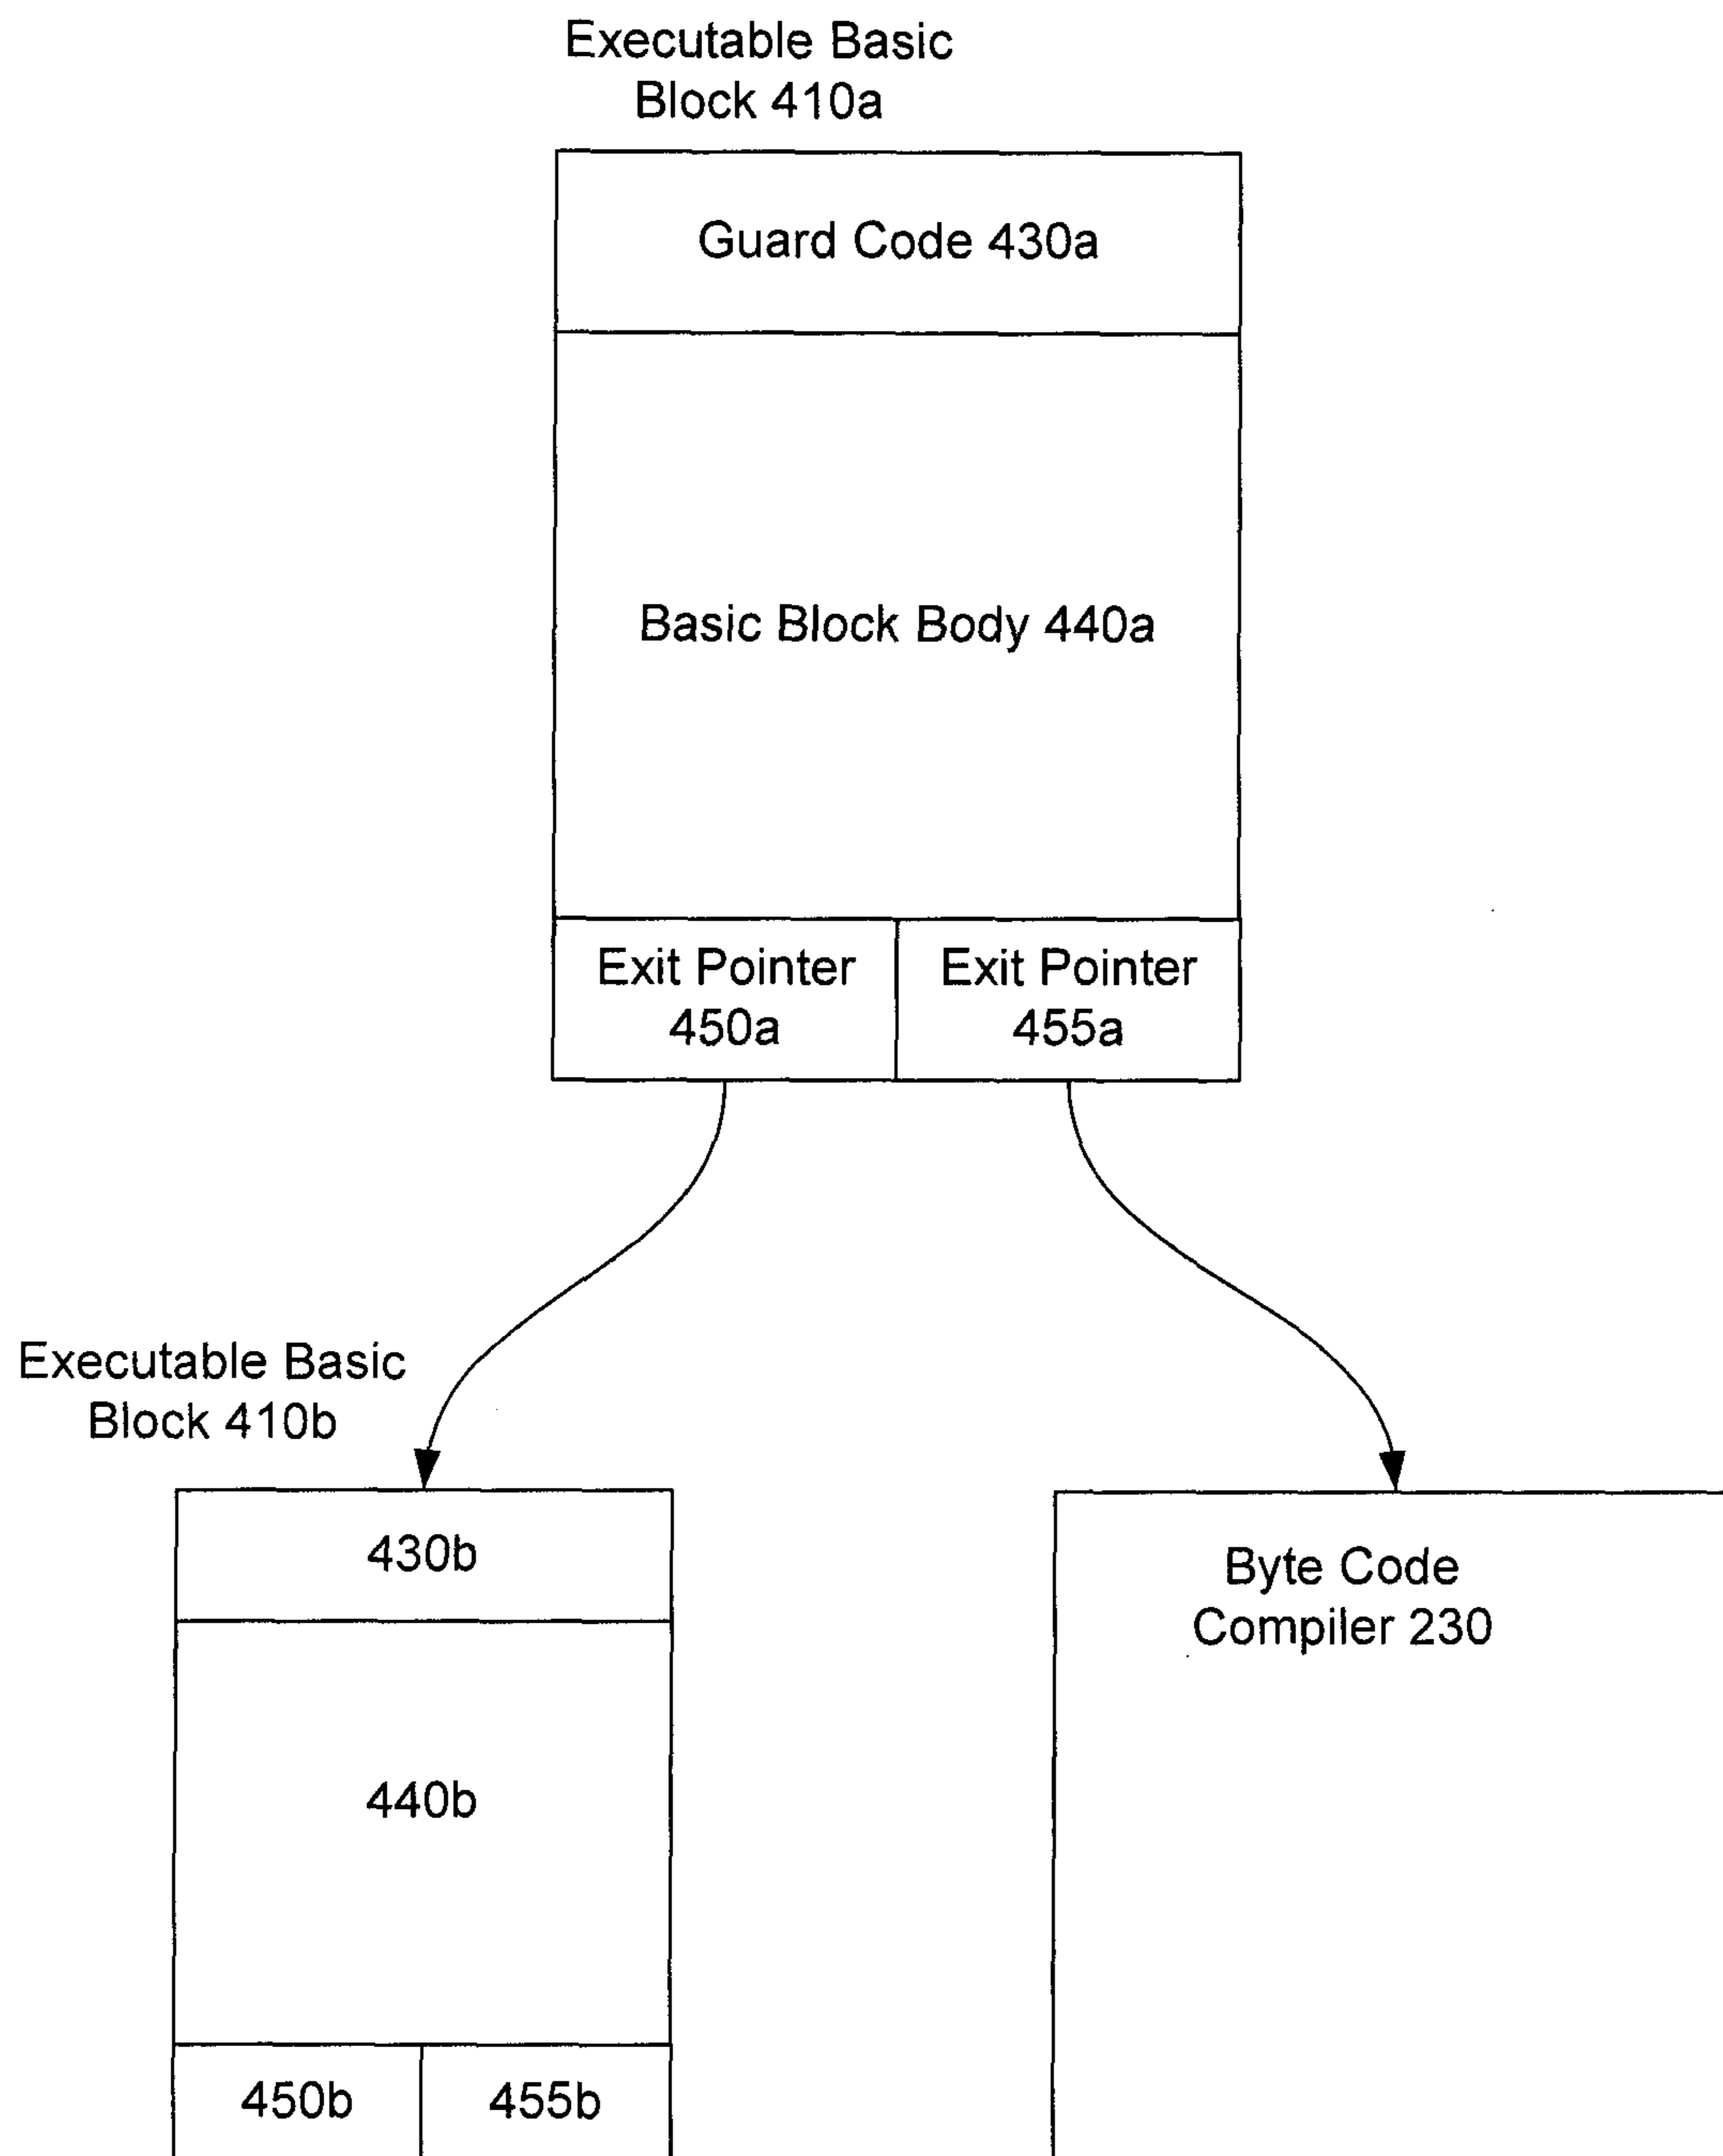 Executable Basic
Block 410a
Guard Code 430a
Basic Block Body 440a
Exit Pointer
450a
Exit Pointer
455a
Executable Basic
Block 410b
430b
440b
450b
455b
Byte Code
Compiler 230